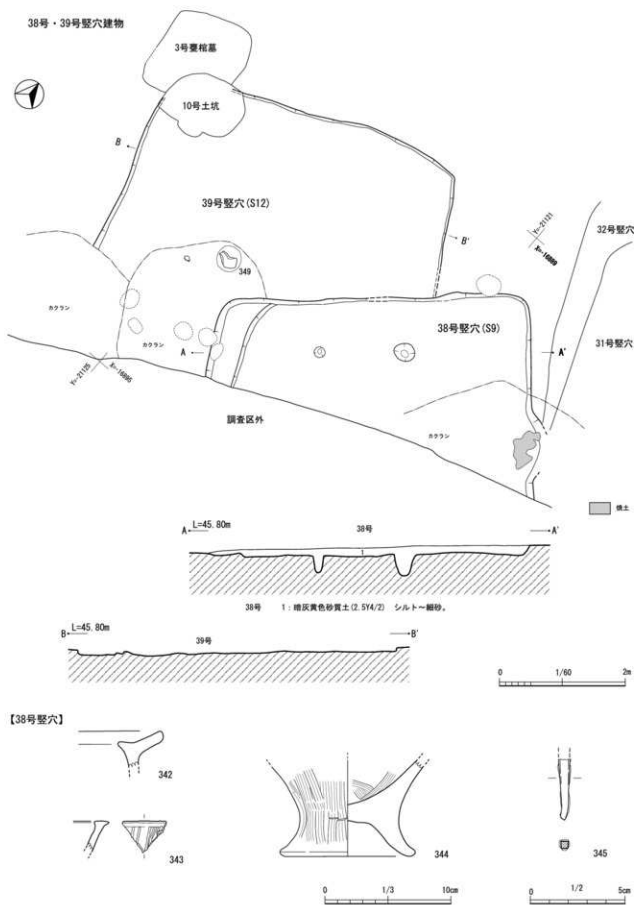 38号・39号竪穴建物
3号甕棺墓
10号土坑
B
39号竪穴(S12)
B'
Y=-21121
X=-16889
32号竪穴
349
カクラン
カクラン
38号竪穴(S9)
31号竪穴
A
A'
Y=-21125
X=-16895
調査区外
カクラン
焼土
A L=45.80m
38号
A'
1
38号 1:暗灰黄色砂質土(2.5Y4/2) シルト~細砂。
B L=45.80m
39号
B'
0 1/60 2m
【38号竪穴】
342
343
344
345
0 1/3 10cm
0 1/2 5cm